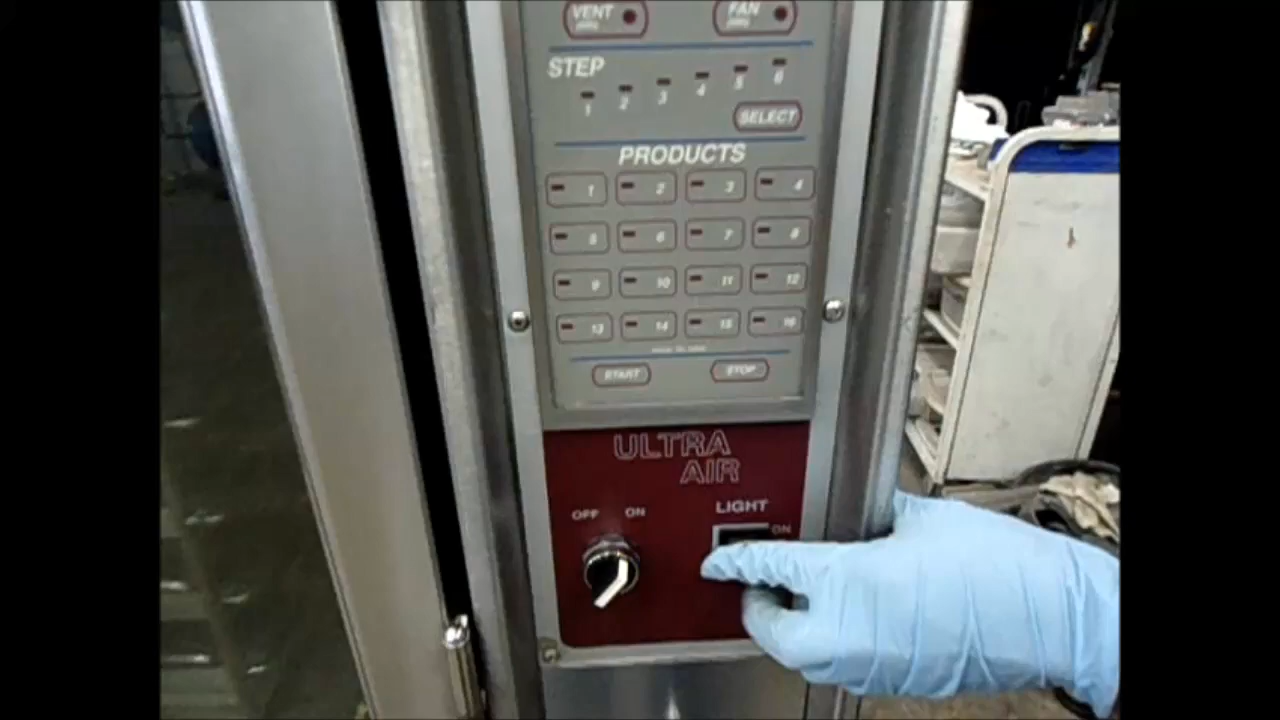 VENT
FAN
STEP
1 2 3 4 5 6
SELECT
PRODUCTS
1 2 3 4
5 6 7 8
9 10 11 12
13 14 15 16
START STOP
ULTRA
AIR
OFF ON
LIGHT
ON